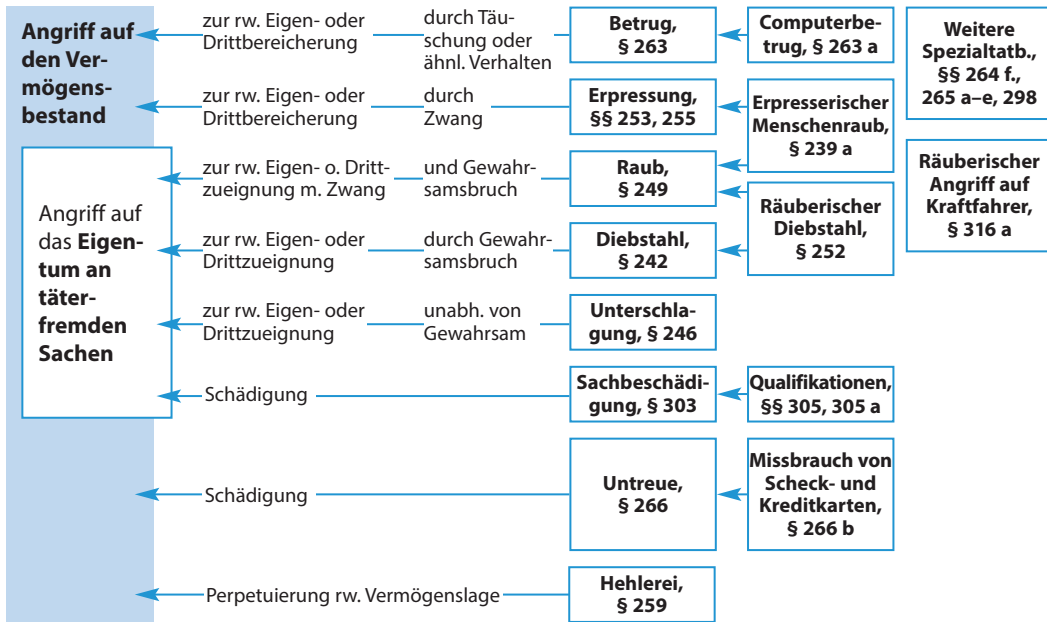 Angriff auf
den Ver-
mögens-
bestand
zur rw. Eigen- oder
Drittbereicherung
durch Täu-
schung oder
ähnl. Verhalten
Betrug,
§ 263
Computerbe-
trug, § 263 a
Weitere
Spezialtatb.,
§§ 264 f.,
265 a–e, 298
zur rw. Eigen- oder
Drittbereicherung
durch
Zwang
Erpressung,
§§ 253, 255
Erpresserischer
Menschenraub,
§ 239 a
Angriff auf
das Eigen-
tum an
täter-
fremden
Sachen
zur rw. Eigen- o. Dritt-
zueignung m. Zwang
und Gewahr-
samsbruch
Raub,
§ 249
Räuberischer
Diebstahl,
§ 252
Räuberischer
Angriff auf
Kraftfahrer,
§ 316 a
zur rw. Eigen- oder
Drittzueignung
durch Gewahr-
samsbruch
Diebstahl,
§ 242
zur rw. Eigen- oder
Drittzueignung
unabh. von
Gewahrsam
Unterschla-
gung, § 246
Schädigung
Sachbeschädi-
gung, § 303
Qualifikationen,
§§ 305, 305 a
Schädigung
Untreue,
§ 266
Missbrauch von
Scheck- und
Kreditkarten,
§ 266 b
Perpetuierung rw. Vermögenslage
Hehlerei,
§ 259